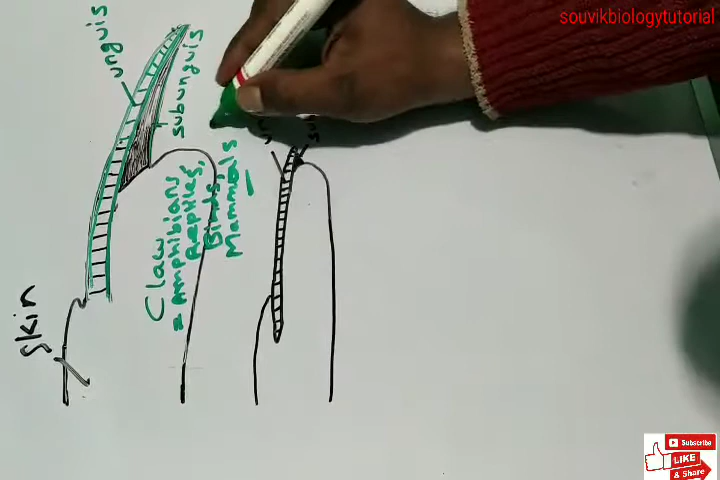 souvikbiologytutorial
unguis
subunguis
Claw
= Amphibians
Reptiles,
Birds,
Mammals
skin
Subscribe
LIKE
& Share